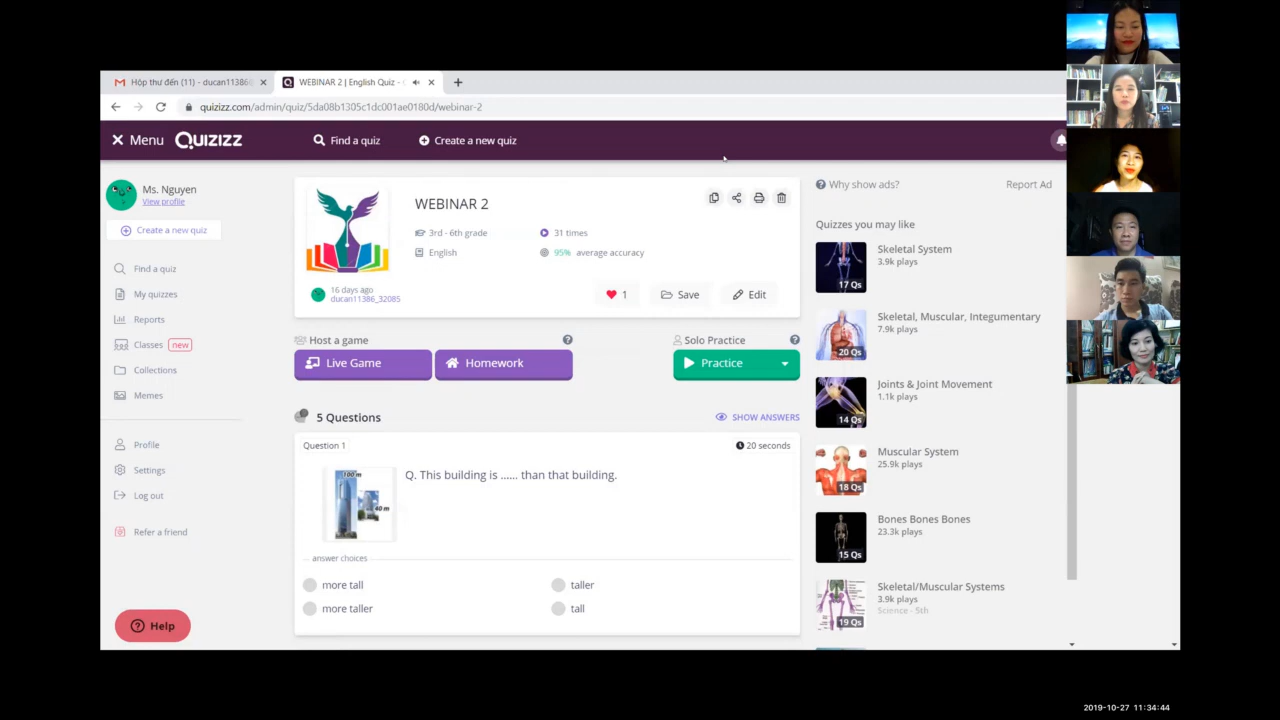 Hộp thư đến (11) - ducan11386
WEBINAR 2 | English Quiz -
quizizz.com/admin/quiz/5da08b1305c1dc001ae0180d/webinar-2
Menu
QUIZIZZ
Find a quiz
Create a new quiz
Ms. Nguyen
View profile
Create a new quiz
Find a quiz
My quizzes
Reports
Classes new
Collections
Memes
Profile
Settings
Log out
Refer a friend
Help
WEBINAR 2
3rd - 6th grade
31 times
English
95% average accuracy
16 days ago
ducan11386_32085
1
Save
Edit
Host a game
Live Game
Homework
Solo Practice
Practice
5 Questions
SHOW ANSWERS
Question 1
20 seconds
100 m
40 m
Q. This building is ...... than that building.
answer choices
more tall
taller
more taller
tall
Why show ads?
Report Ad
Quizzes you may like
Skeletal System
3.9k plays
17 Qs
Skeletal, Muscular, Integumentary
7.9k plays
20 Qs
Joints & Joint Movement
1.1k plays
14 Qs
Muscular System
25.9k plays
18 Qs
Bones Bones Bones
23.3k plays
15 Qs
Skeletal/Muscular Systems
3.9k plays
Science - 5th
19 Qs
2019-10-27 11:34:44